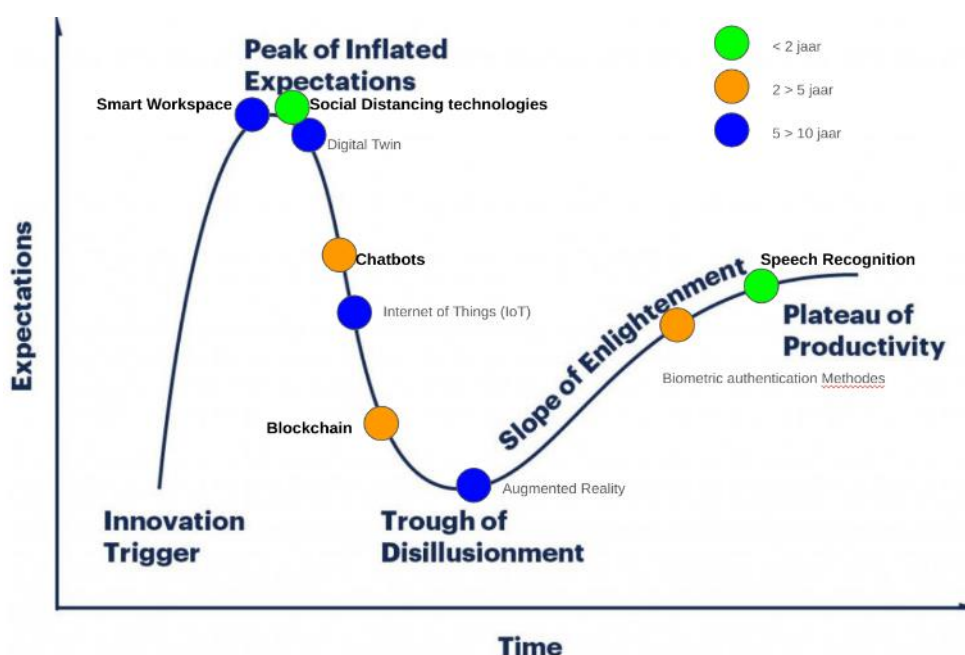 Peak of Inflated
Expectations
< 2 jaar
2 > 5 jaar
5 > 10 jaar
Smart Workspace
Social Distancing technologies
Digital Twin
Chatbots
Internet of Things (IoT)
Blockchain
Augmented Reality
Slope of Enlightenment
Speech Recognition
Plateau of
Productivity
Biometric authentication Methodes
Innovation
Trigger
Trough of
Disillusionment
Expectations
Time